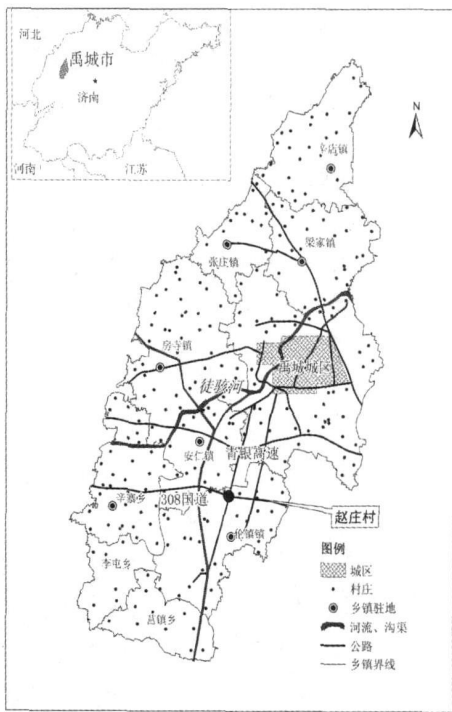 河北
禹城市
济南
河南
江苏
N
辛店镇
梁家镇
张庄镇
房寺镇
禹城城区
徒骇河
安仁镇
青银高速
辛寨乡
308国道
赵庄村
伦镇镇
李屯乡
莒镇乡
图例
城区
村庄
乡镇驻地
河流、沟渠
公路
乡镇界线